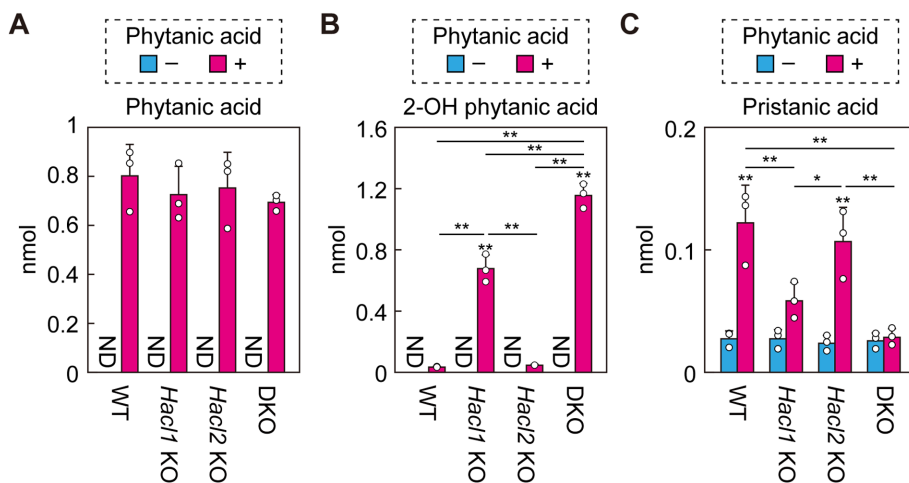 A
Phytanic acid
− +
Phytanic acid
nmol
1
0.8
0.6
0.4
0.2
0
ND
ND
ND
ND
WT
Hacl1 KO
Hacl2 KO
DKO
B
Phytanic acid
− +
2-OH phytanic acid
nmol
1.6
1.2
0.8
0.4
0
**
**
**
**
** **
**
ND
ND
ND
ND
WT
Hacl1 KO
Hacl2 KO
DKO
C
Phytanic acid
− +
Pristanic acid
nmol
0.2
0.1
0
**
** * **
**
**
WT
Hacl1 KO
Hacl2 KO
DKO